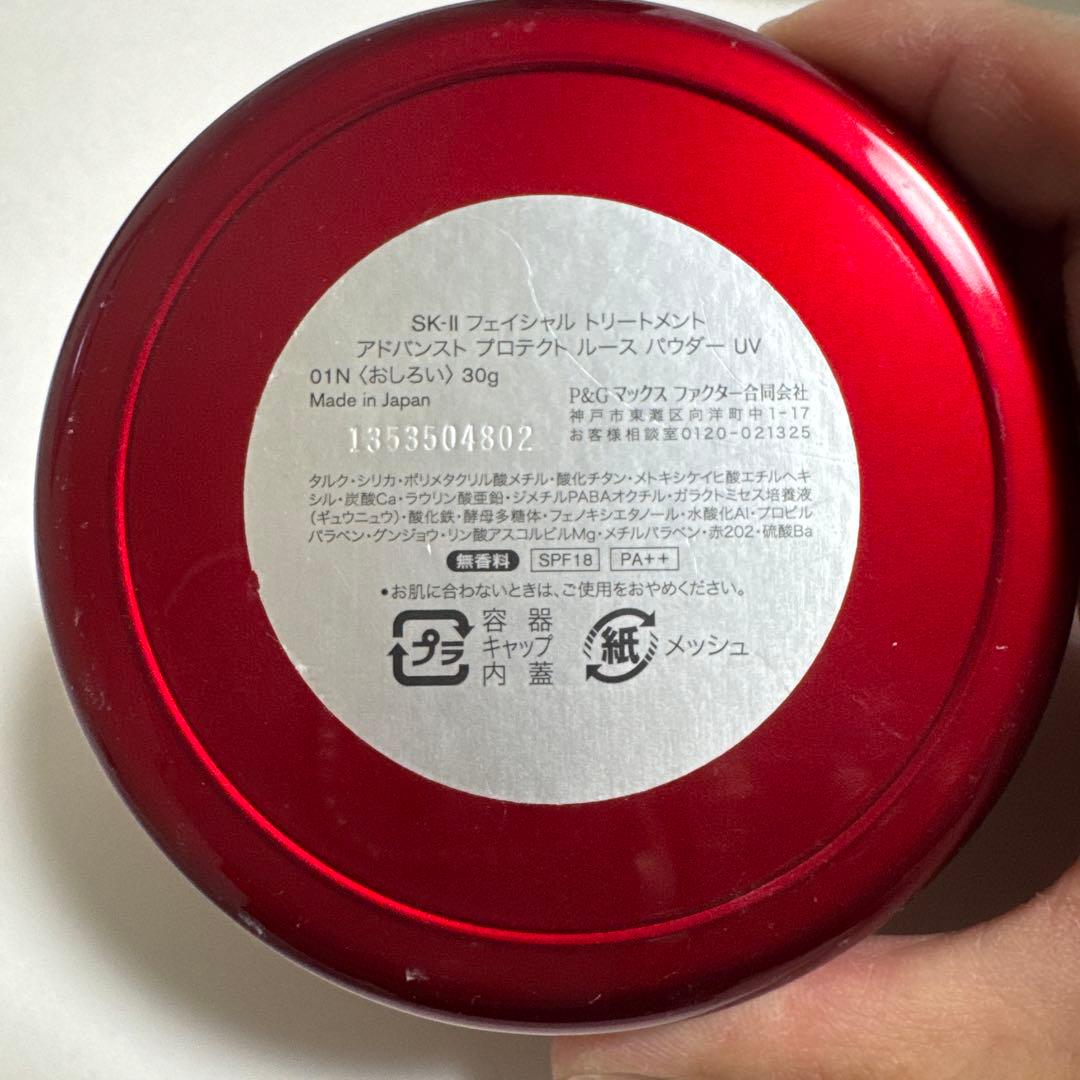 SK-II フェイシャル トリートメント
アドバンスト プロテクト ルース パウダー UV
01N〈おしろい〉30g
Made in Japan
P&G マックス ファクター合同会社
神戸市東灘区向洋町中1-17
お客様相談室0120-021325
1353504802
タルク・シリカ・ポリメタクリル酸メチル・酸化チタン・メトキシケイヒ酸エチルヘキ
シル・炭酸Ca・ラウリン酸亜鉛・ジメチルPABAオクチル・ガラクトミセス培養液
(ギュウニュウ)・酸化鉄・酵母多糖体・フェノキシエタノール・水酸化Al・プロピル
パラベン・グンジョウ・リン酸アスコルビルMg・メチルパラベン・赤202・硫酸Ba
無香料 SPF18 PA++
•お肌に合わないときは、ご使用をおやめください。
プラ 容器
キャップ
内蓋
紙 メッシュ